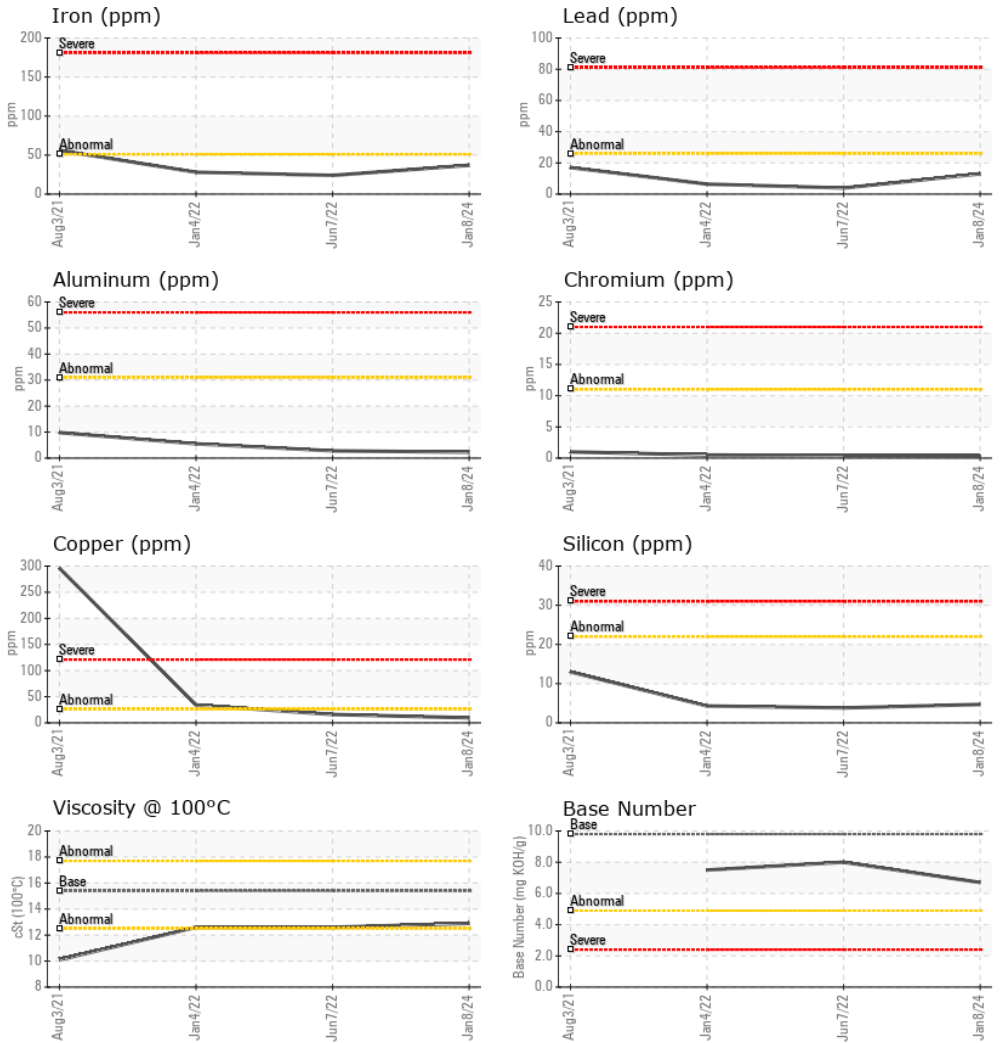 Iron (ppm)
200
150
100
50
0
ppm
Severe
Abnormal
Aug3/21
Jan4/22
Jun7/22
Jan8/24
Lead (ppm)
100
80
60
40
20
0
ppm
Severe
Abnormal
Aug3/21
Jan4/22
Jun7/22
Jan8/24
Aluminum (ppm)
60
50
40
30
20
10
0
ppm
Severe
Abnormal
Aug3/21
Jan4/22
Jun7/22
Jan8/24
Chromium (ppm)
25
20
15
10
5
0
ppm
Severe
Abnormal
Aug3/21
Jan4/22
Jun7/22
Jan8/24
Copper (ppm)
300
250
200
150
100
50
0
ppm
Severe
Abnormal
Aug3/21
Jan4/22
Jun7/22
Jan8/24
Silicon (ppm)
40
30
20
10
0
ppm
Severe
Abnormal
Aug3/21
Jan4/22
Jun7/22
Jan8/24
Viscosity @ 100°C
20
18
16
14
12
10
8
cSt (100°C)
Abnormal
Base
Abnormal
Aug3/21
Jan4/22
Jun7/22
Jan8/24
Base Number
10.0
8.0
6.0
4.0
2.0
0.0
Base Number (mg KOH/g)
Base
Abnormal
Severe
Aug3/21
Jan4/22
Jun7/22
Jan8/24